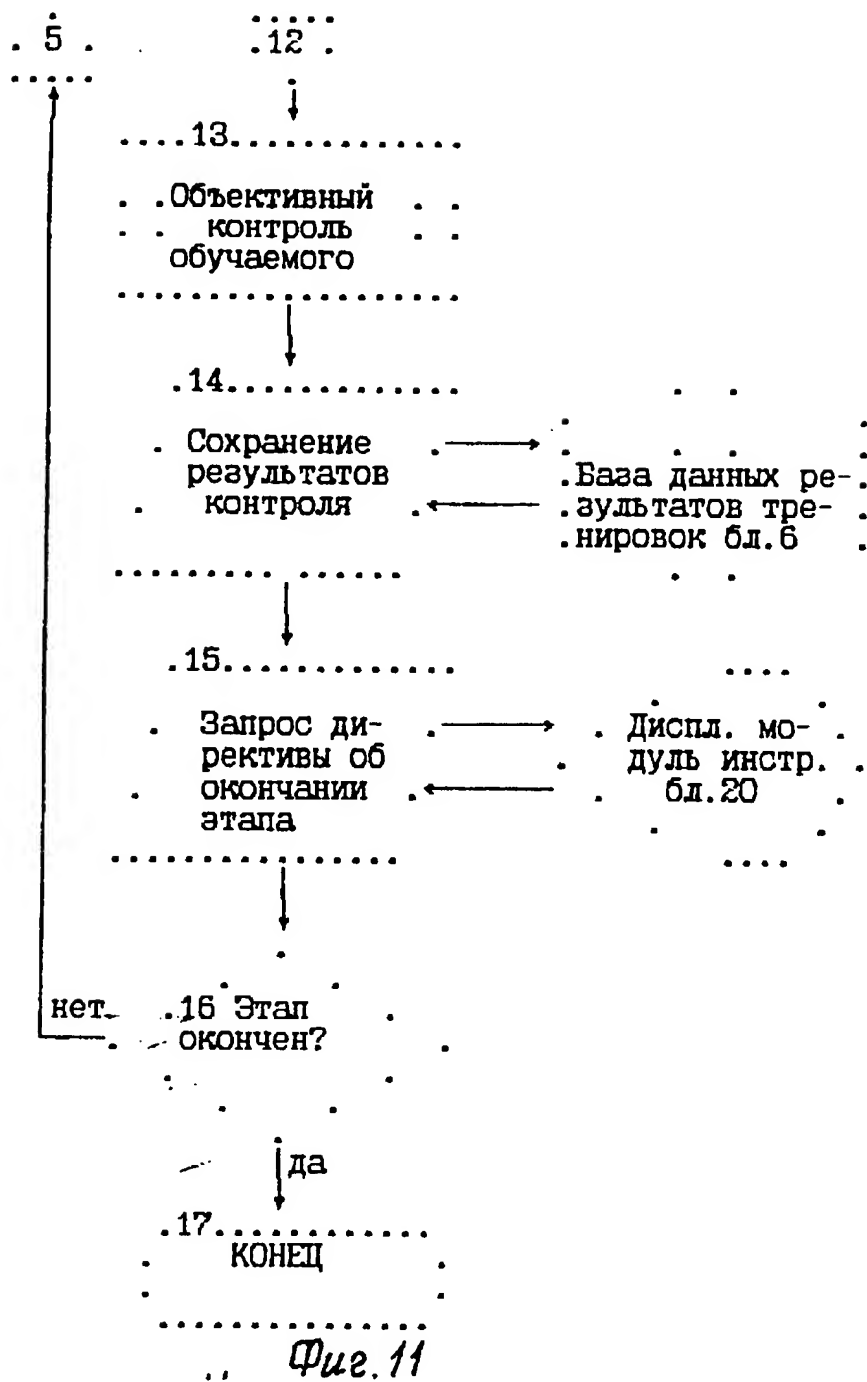 5
12
13
Объективный
контроль
обучаемого
14
Сохранение
результатов
контроля
База данных ре-
зультатов тре-
нировок бл.6
15
Запрос ди-
рективы об
окончании
этапа
Диспл. мо-
дуль инстр.
бл.20
нет
16 Этап
окончен?
да
17
КОНЕЦ
Фиг. 11